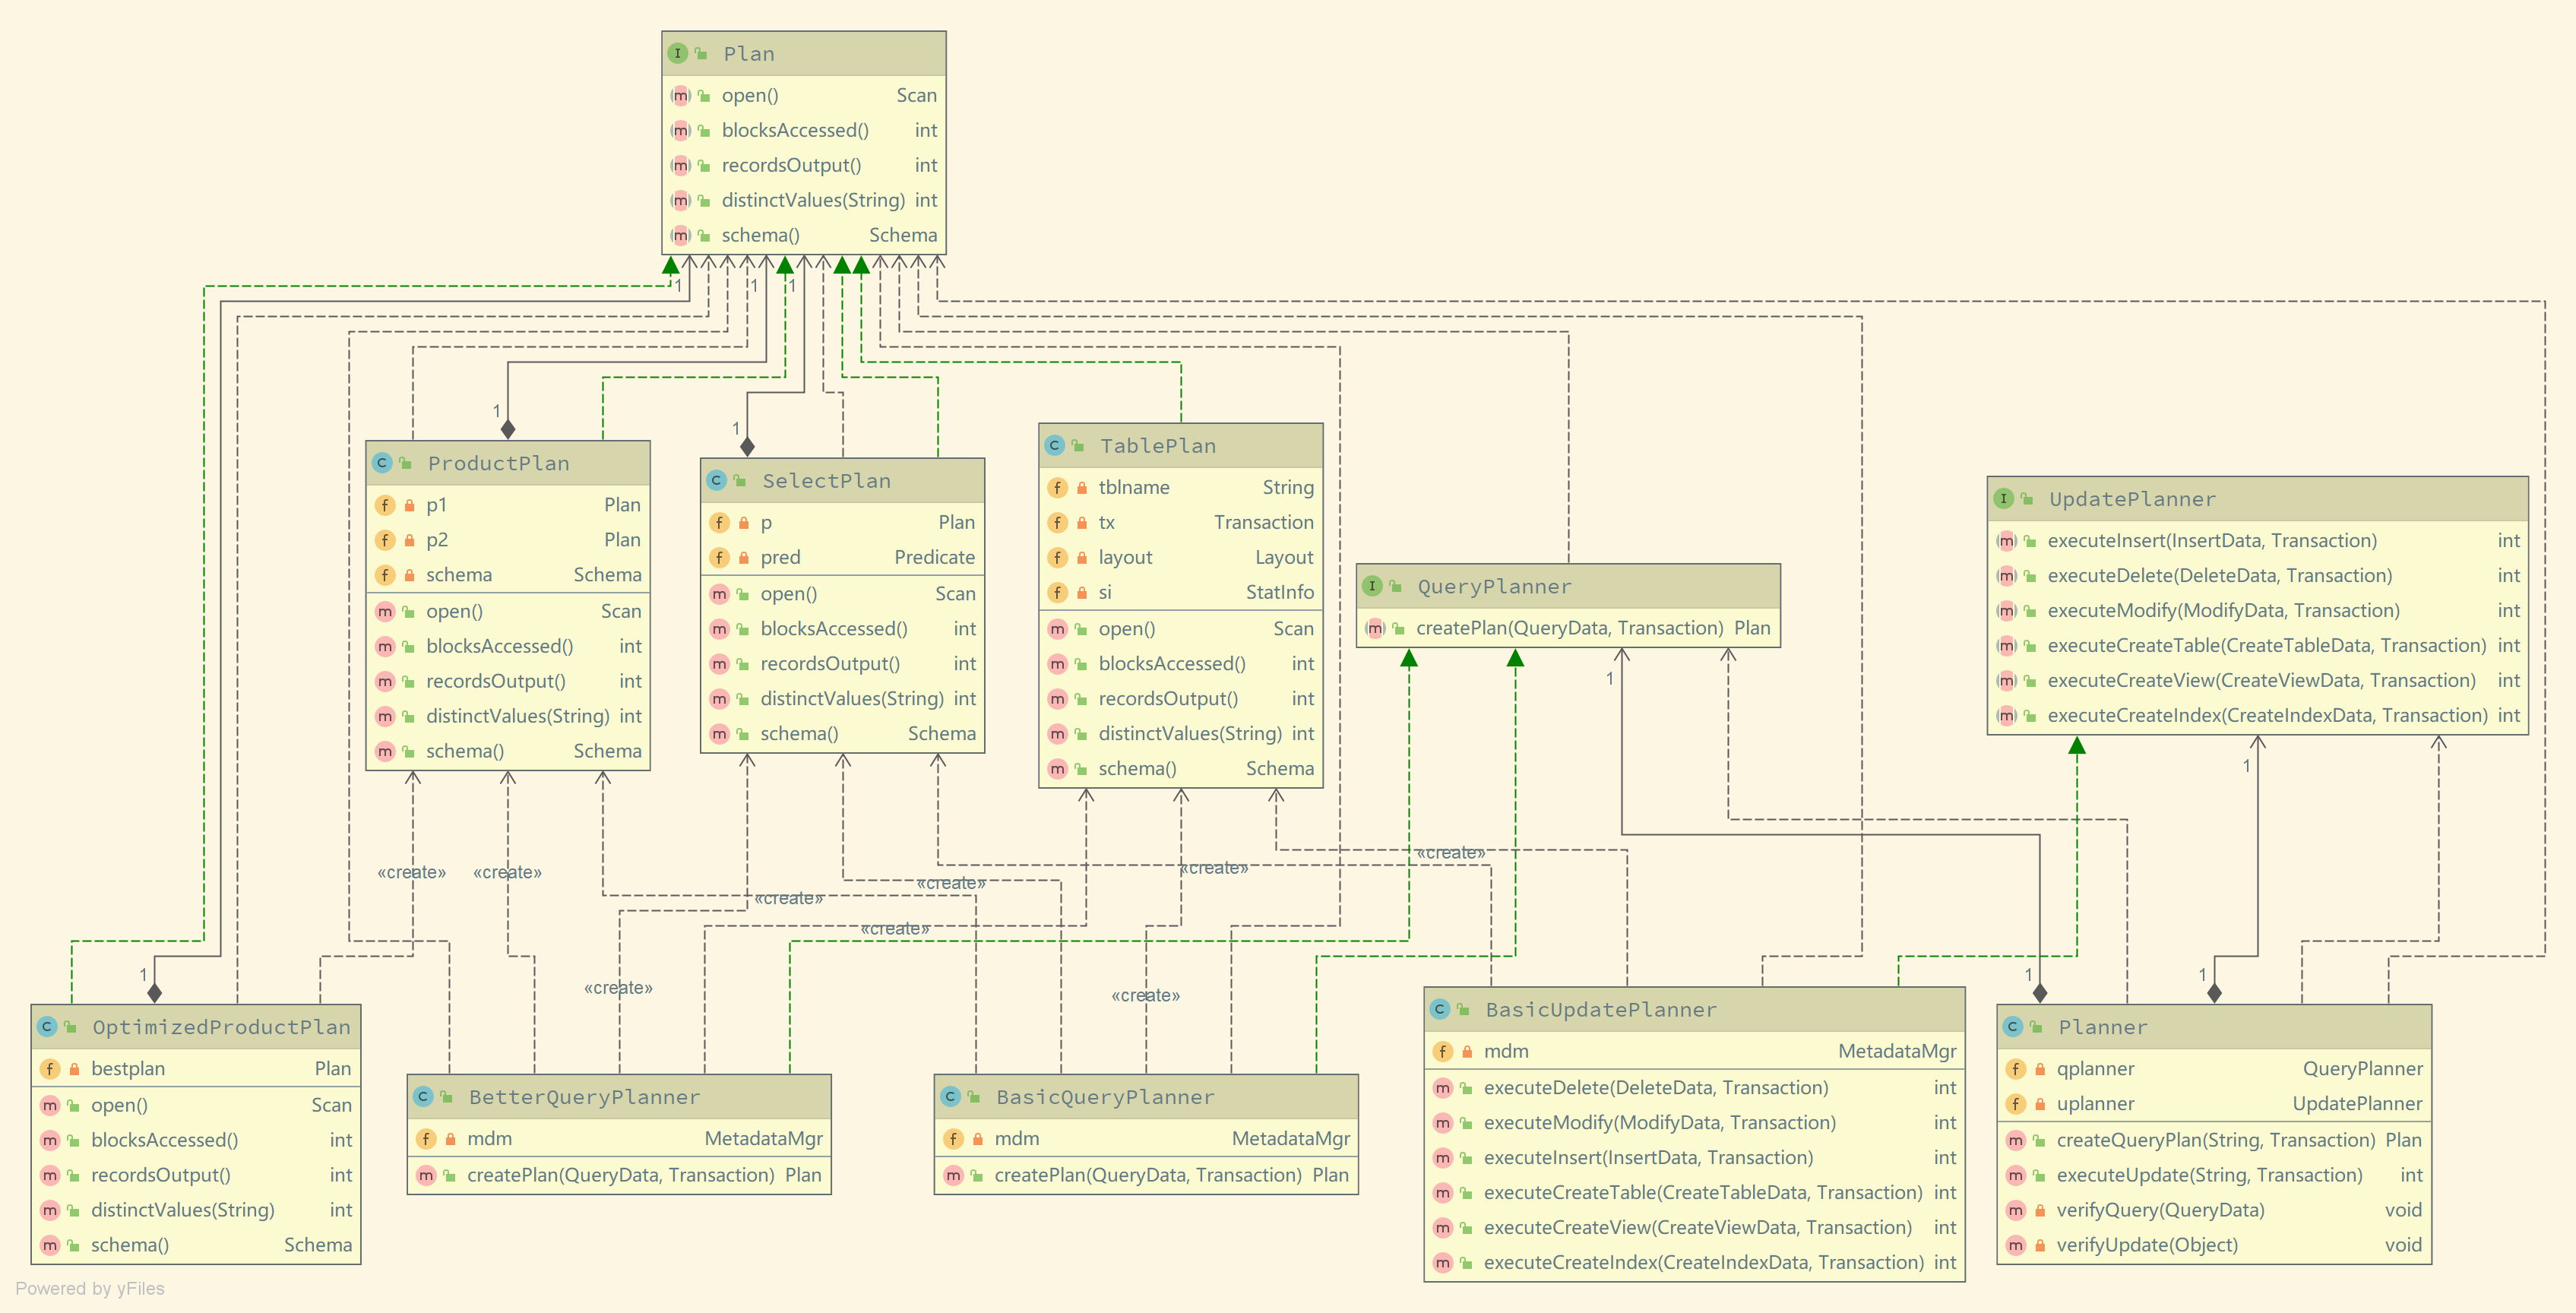 Plan
open() Scan
blocksAccessed() int
recordsOutput() int
distinctValues(String) int
schema() Schema
1
1
1
1
1
ProductPlan
p1 Plan
p2 Plan
schema Schema
open() Scan
blocksAccessed() int
recordsOutput() int
distinctValues(String) int
schema() Schema
SelectPlan
p Plan
pred Predicate
open() Scan
blocksAccessed() int
recordsOutput() int
distinctValues(String) int
schema() Schema
TablePlan
tblname String
tx Transaction
layout Layout
si StatInfo
open() Scan
blocksAccessed() int
recordsOutput() int
distinctValues(String) int
schema() Schema
QueryPlanner
createPlan(QueryData, Transaction) Plan
1
UpdatePlanner
executeInsert(InsertData, Transaction) int
executeDelete(DeleteData, Transaction) int
executeModify(ModifyData, Transaction) int
executeCreateTable(CreateTableData, Transaction) int
executeCreateView(CreateViewData, Transaction) int
executeCreateIndex(CreateIndexData, Transaction) int
1
«create»
«create»
«create»
«create»
«create»
«create»
«create»
«create»
«create»
1
1
1
OptimizedProductPlan
bestplan Plan
open() Scan
blocksAccessed() int
recordsOutput() int
distinctValues(String) int
schema() Schema
BetterQueryPlanner
mdm MetadataMgr
createPlan(QueryData, Transaction) Plan
BasicQueryPlanner
mdm MetadataMgr
createPlan(QueryData, Transaction) Plan
BasicUpdatePlanner
mdm MetadataMgr
executeDelete(DeleteData, Transaction) int
executeModify(ModifyData, Transaction) int
executeInsert(InsertData, Transaction) int
executeCreateTable(CreateTableData, Transaction) int
executeCreateView(CreateViewData, Transaction) int
executeCreateIndex(CreateIndexData, Transaction) int
Planner
qplanner QueryPlanner
uplanner UpdatePlanner
createQueryPlan(String, Transaction) Plan
executeUpdate(String, Transaction) int
verifyQuery(QueryData) void
verifyUpdate(Object) void
Powered by yFiles